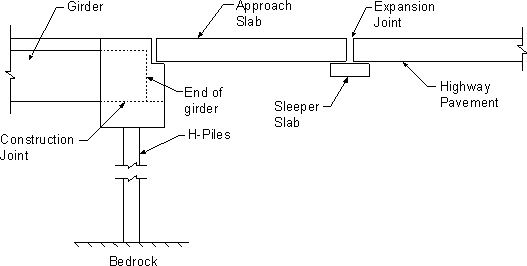 Girder
Approach
Slab
Expansion
Joint
End of
girder
Sleeper
Slab
Highway
Pavement
Construction
Joint
H-Piles
Bedrock